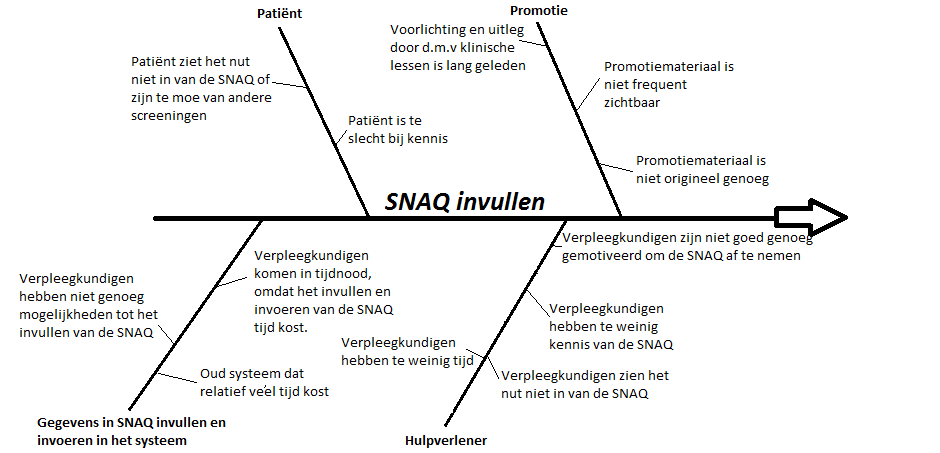 Patiënt
Patiënt ziet het nut
niet in van de SNAQ of
zijn te moe van andere
screeningen
Patiënt is te
slecht bij kennis
Promotie
Voorlichting en uitleg
door d.m.v klinische
lessen is lang geleden
Promotiemateriaal is
niet frequent
zichtbaar
Promotiemateriaal is
niet origineel genoeg
SNAQ invullen
Verpleegkundigen
hebben niet genoeg
mogelijkheden tot het
invullen van de SNAQ
Verpleegkundigen
komen in tijdnood,
omdat het invullen en
invoeren van de SNAQ
tijd kost.
Oud systeem dat
relatief veel tijd kost
Gegevens in SNAQ invullen en
invoeren in het systeem
Verpleegkundigen zijn niet goed genoeg
gemotiveerd om de SNAQ af te nemen
Verpleegkundigen
hebben te weinig
kennis van de SNAQ
Verpleegkundigen
hebben te weinig tijd
Verpleegkundigen zien het
nut niet in van de SNAQ
Hulpverlener